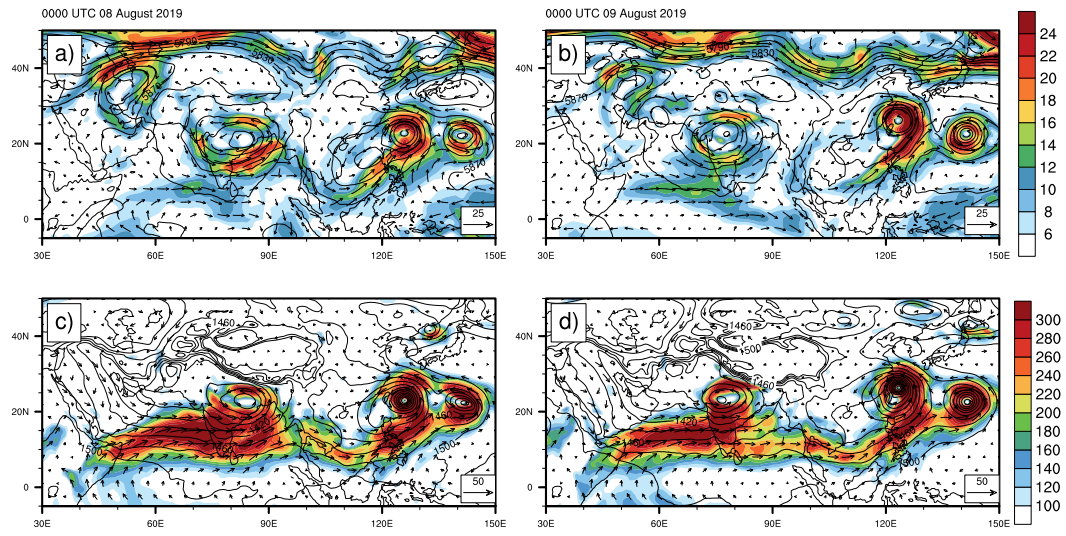 0000 UTC 08 August 2019
0000 UTC 09 August 2019
a)
5790
5830
5870
25
40N
20N
0
30E
60E
90E
120E
150E
b)
5790
5830
5870
25
40N
20N
0
30E
60E
90E
120E
150E
24
22
20
18
16
14
12
10
8
6
c)
1460
1420
1500
1500
50
40N
20N
0
30E
60E
90E
120E
150E
d)
1460
1500
1460
1420
1460
1500
50
40N
20N
0
30E
60E
90E
120E
150E
300
280
260
240
220
200
180
160
140
120
100